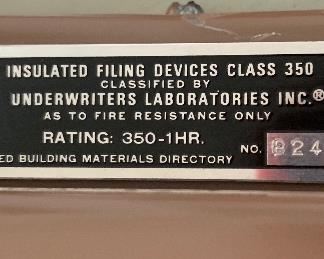 INSULATED FILING DEVICES CLASS 350
CLASSIFIED BY
UNDERWRITERS LABORATORIES INC.®
AS TO FIRE RESISTANCE ONLY
RATING: 350-1HR.
ED BUILDING MATERIALS DIRECTORY NO. 824